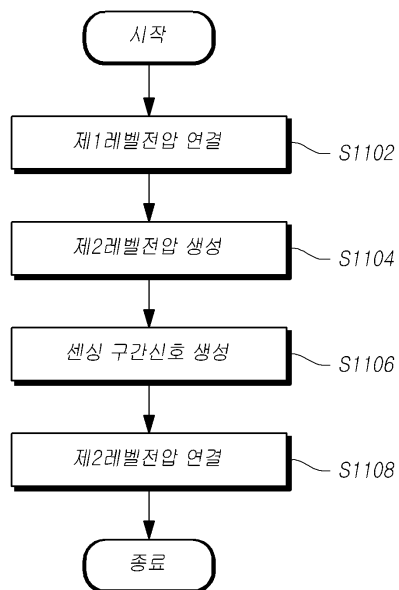 시작
제1레벨전압 연결
S1102
제2레벨전압 생성
S1104
센싱 구간신호 생성
S1106
제2레벨전압 연결
S1108
종료